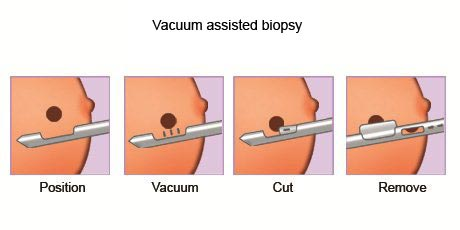 Vacuum assisted biopsy
Position
Vacuum
Cut
Remove